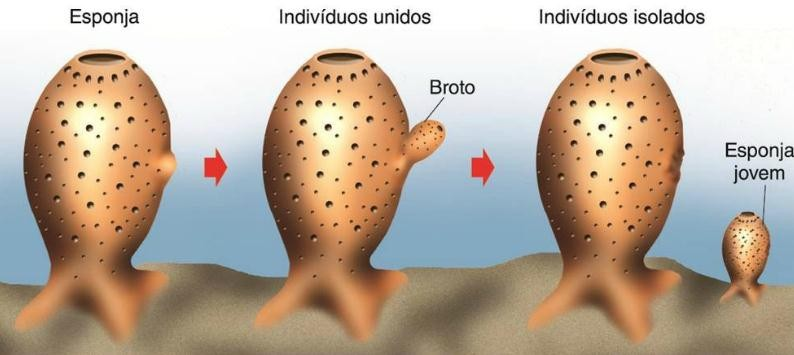 Esponja
Indivíduos unidos
Indivíduos isolados
Broto
Esponja
jovem